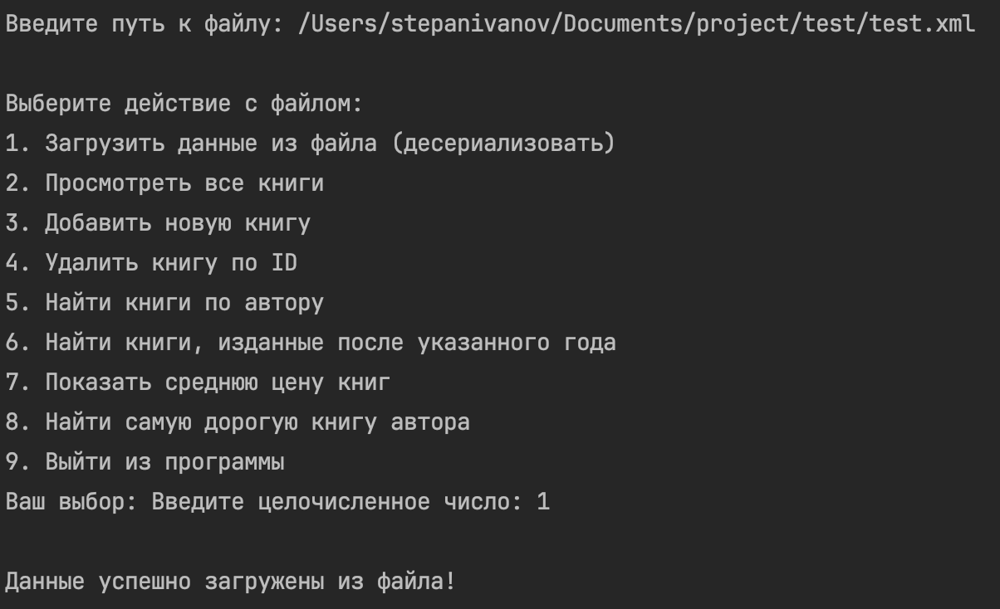 Введите путь к файлу: /Users/stepanivanov/Documents/project/test/test.xml
Выберите действие с файлом:
1. Загрузить данные из файла (десериализовать)
2. Просмотреть все книги
3. Добавить новую книгу
4. Удалить книгу по ID
5. Найти книги по автору
6. Найти книги, изданные после указанного года
7. Показать среднюю цену книг
8. Найти самую дорогую книгу автора
9. Выйти из программы
Ваш выбор: Введите целочисленное число: 1
Данные успешно загружены из файла!